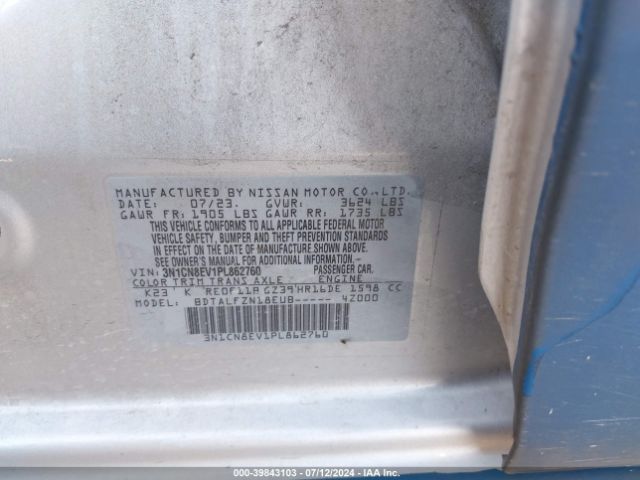 MANUFACTURED BY NISSAN MOTOR CO.,LTD.
DATE: 07/23. GVWR: 3624 LBS
GAWR FR: 1905 LBS GAWR RR: 1735 LBS
THIS VEHICLE CONFORMS TO ALL APPLICABLE FEDERAL MOTOR
VEHICLE SAFETY, BUMPER AND THEFT PREVENTION STANDARDS
IN EFFECT ON THE DATE OF MANUFACTURE SHOWN ABOVE.
SEE OWNER'S MANUAL FOR ADDITIONAL INFORMATION.
VIN: 3N1CN8EV1PL862760 PASSENGER CAR.
COLOR TRIM TRANS AXLE ENGINE
K23 K RE0F11A GZ39 HR16DE 1598 CC
MODEL: BDTALFZN18EUB----- 4Z000
3N1CN8EV1PL862760
000-39843103 - 07/12/2024 - IAA Inc.